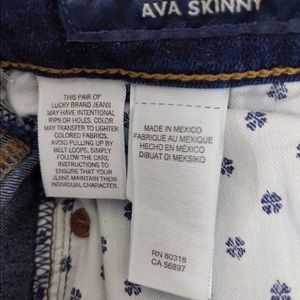 AVA SKINNY
THIS PAIR OF
LUCKY BRAND JEANS
MAY HAVE INTENTIONAL
RIPS OR HOLES. COLOR
MAY TRANSFER TO LIGHTER
COLORED FABRICS.
AVOID PULLING UP BY
BELT LOOPS, SIMPLY
FOLLOW THE CARE
INSTRUCTIONS TO
ENSURE YOUR
JEANS MAINTAIN THEIR
INDIVIDUAL CHARACTER.
MADE IN MEXICO
FABRIQUE AU MEXIQUE
HECHO EN MÉXICO
DIBUAT DI MEKSIKO
RN 80318
CA 56897